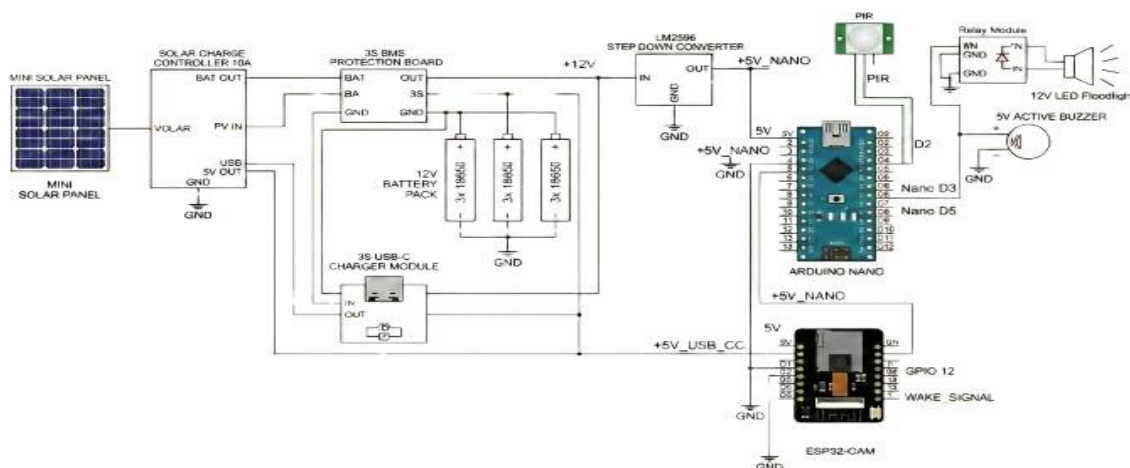 MINI SOLAR PANEL
MINI
SOLAR PANEL
SOLAR CHARGE
CONTROLLER 10A
BAT OUT
VOLAR
PV IN
USB
5V OUT
GND
GND
3S BMS
PROTECTION BOARD
BAT
OUT
BA
3S
GND
GND
12V
BATTERY
PACK
3x 18650
3x 18650
3x 18650
GND
3S USB-C
CHARGER MODULE
IN
OUT
+12V
LM2596
STEP DOWN CONVERTER
IN
OUT
GND
GND
+5V_NANO
5V
+5V_NANO
GND
PIR
PIR
D2
Nano D3
Nano D5
ARDUINO NANO
Relay Module
GND
GND
IN
12V LED Floodlight
5V ACTIVE BUZZER
+
GND
+5V_NANO
5V
+5V_USB_CC
GPIO 12
WAKE_SIGNAL
GND
GND
ESP32-CAM